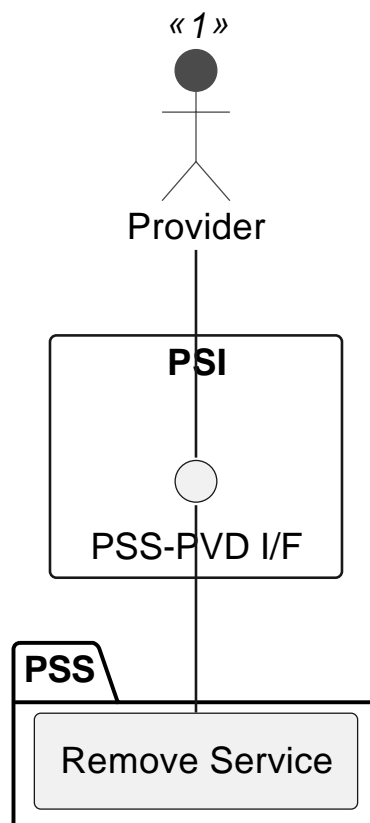 «1»
Provider
PSI
PSS-PVD I/F
PSS
Remove Service